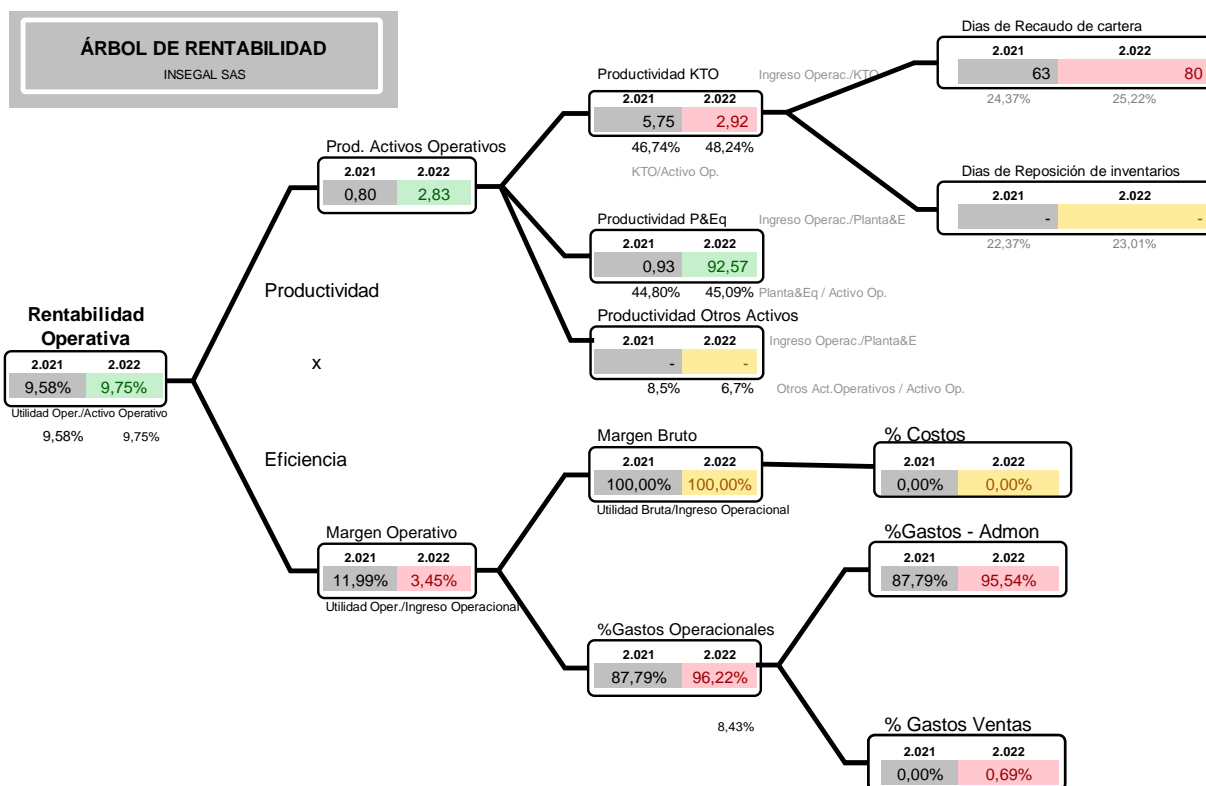 ÁRBOL DE RENTABILIDAD
INSEGAL SAS
Dias de Recaudo de cartera
2.021 2.022
63 80
24,37% 25,22%
Productividad KTO Ingreso Operac./KTO
2.021 2.022
5,75 2,92
46,74% 48,24%
KTO/Activo Op.
Prod. Activos Operativos
2.021 2.022
0,80 2,83
Dias de Reposición de inventarios
2.021 2.022
- -
22,37% 23,01%
Productividad P&Eq Ingreso Operac./Planta&E
2.021 2.022
0,93 92,57
44,80% 45,09% Planta&Eq / Activo Op.
Productividad
Productividad Otros Activos
Ingreso Operac./Planta&E
2.021 2.022
- -
8,5% 6,7% Otros Act.Operativos / Activo Op.
Rentabilidad
Operativa
2.021 2.022
9,58% 9,75%
Utilidad Oper./Activo Operativo
9,58% 9,75%
x
Eficiencia
Margen Bruto
2.021 2.022
100,00% 100,00%
Utilidad Bruta/Ingreso Operacional
% Costos
2.021 2.022
0,00% 0,00%
Margen Operativo
2.021 2.022
11,99% 3,45%
Utilidad Oper./Ingreso Operacional
%Gastos - Admon
2.021 2.022
87,79% 95,54%
%Gastos Operacionales
2.021 2.022
87,79% 96,22%
8,43%
% Gastos Ventas
2.021 2.022
0,00% 0,69%